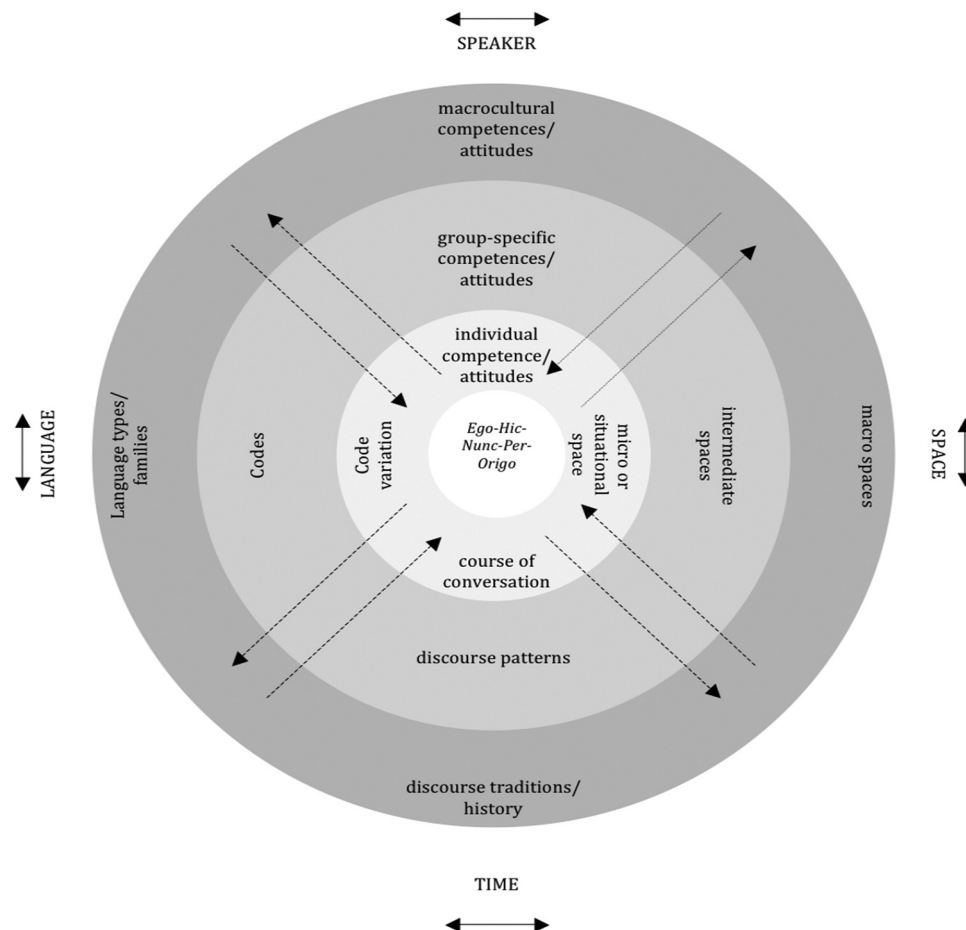 SPEAKER
macrocultural
competences/
attitudes
group-specific
competences/
attitudes
individual
competence/
attitudes
LANGUAGE
Language types/
families
Codes
Code
variation
Ego-Hic-
Nunc-Per-
Origo
micro or
situational
space
intermediate
spaces
macro spaces
SPACE
course of
conversation
discourse patterns
discourse traditions/
history
TIME